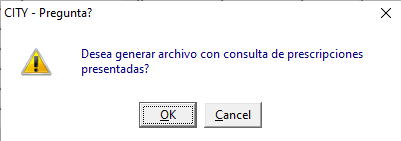 CITY - Pregunta?
Desea generar archivo con consulta de prescripciones
presentadas?
OK
Cancel